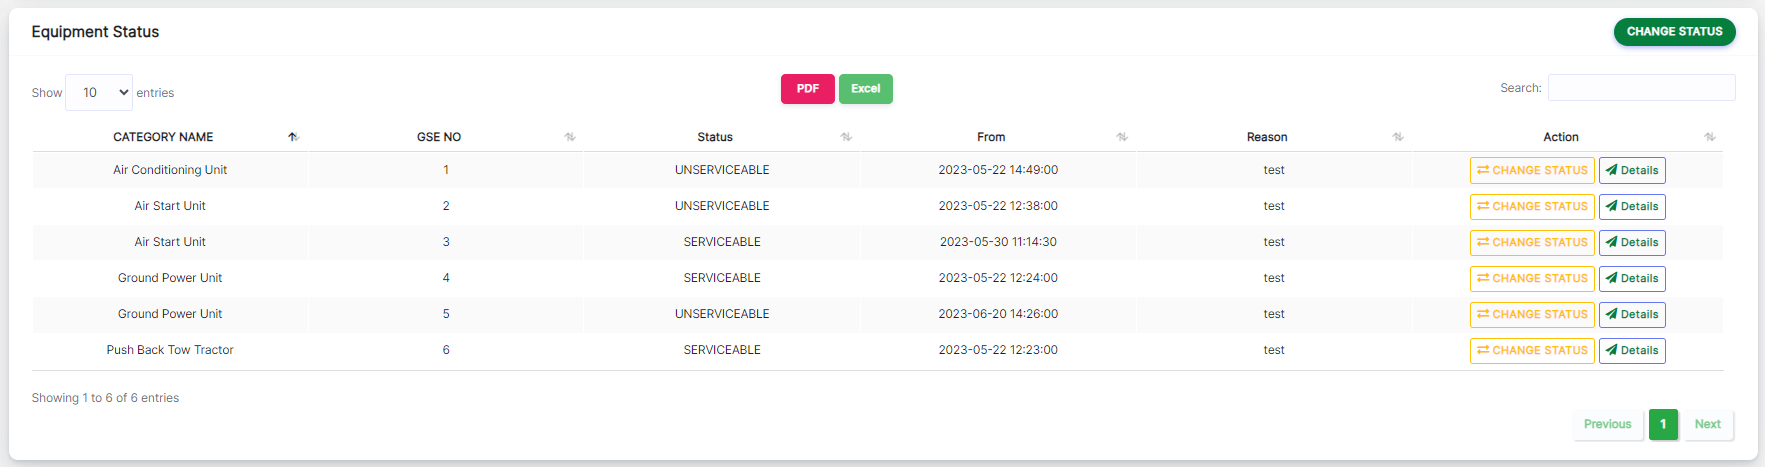 Equipment Status CHANGE STATUS
Show 10 entries PDF Excel Search:
CATEGORY NAME GSE NO Status From Reason Action
Air Conditioning Unit 1 UNSERVICEABLE 2023-05-22 14:49:00 test CHANGE STATUS Details
Air Start Unit 2 UNSERVICEABLE 2023-05-22 12:38:00 test CHANGE STATUS Details
Air Start Unit 3 SERVICEABLE 2023-05-30 11:14:30 test CHANGE STATUS Details
Ground Power Unit 4 SERVICEABLE 2023-05-22 12:24:00 test CHANGE STATUS Details
Ground Power Unit 5 UNSERVICEABLE 2023-06-20 14:26:00 test CHANGE STATUS Details
Push Back Tow Tractor 6 SERVICEABLE 2023-05-22 12:23:00 test CHANGE STATUS Details
Showing 1 to 6 of 6 entries
Previous 1 Next